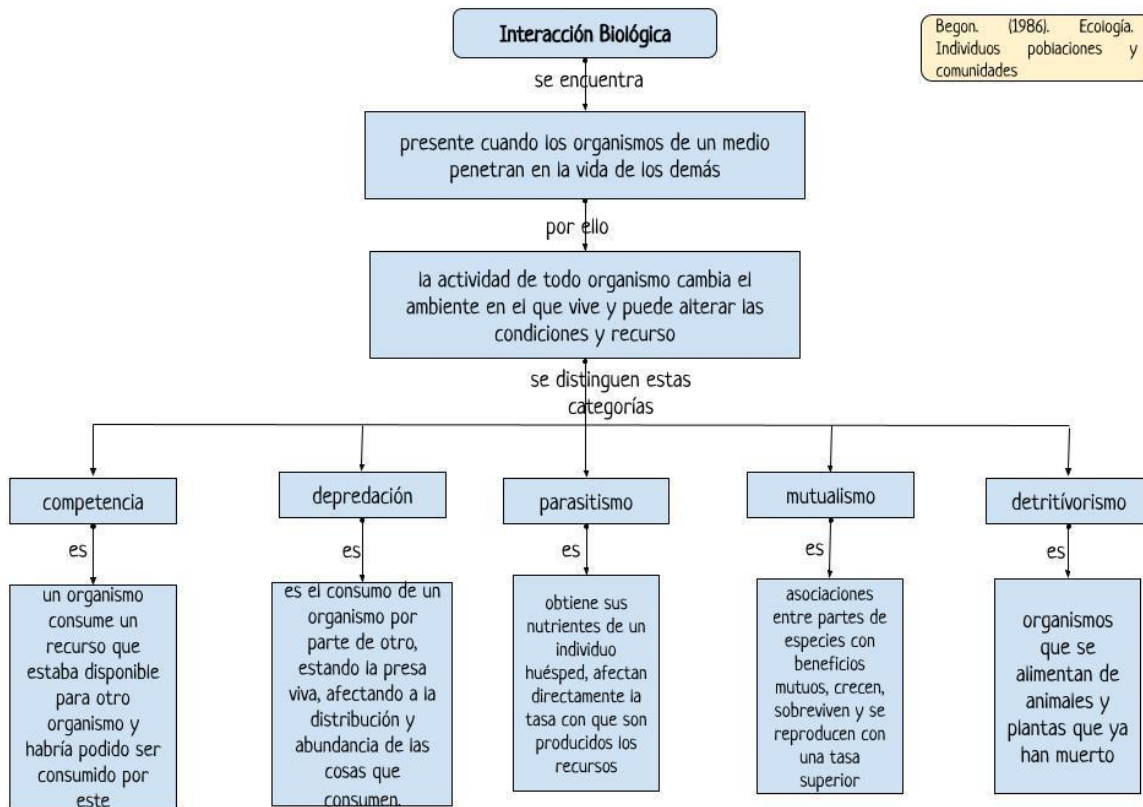 Interacción Biológica
Begon. (1986). Ecología.
Individuos poblaciones y
comunidades
se encuentra
presente cuando los organismos de un medio
penetran en la vida de los demás
por ello
la actividad de todo organismo cambia el
ambiente en el que vive y puede alterar las
condiciones y recurso
se distinguen estas
categorías
competencia
es
un organismo
consume un
recurso que
estaba disponible
para otro
organismo y
habría podido ser
consumido por
este
depredación
es
es el consumo de un
organismo por
parte de otro,
estando la presa
viva, afectando a la
distribución y
abundancia de las
cosas que
consumen.
parasitismo
es
obtiene sus
nutrientes de un
individuo
huésped, afectan
directamente la
tasa con que son
producidos los
recursos
mutualismo
es
asociaciones
entre partes de
especies con
beneficios
mutuos, crecen,
sobreviven y se
reproducen con
una tasa
superior
detritívorismo
es
organismos
que se
alimentan de
animales y
plantas que ya
han muerto